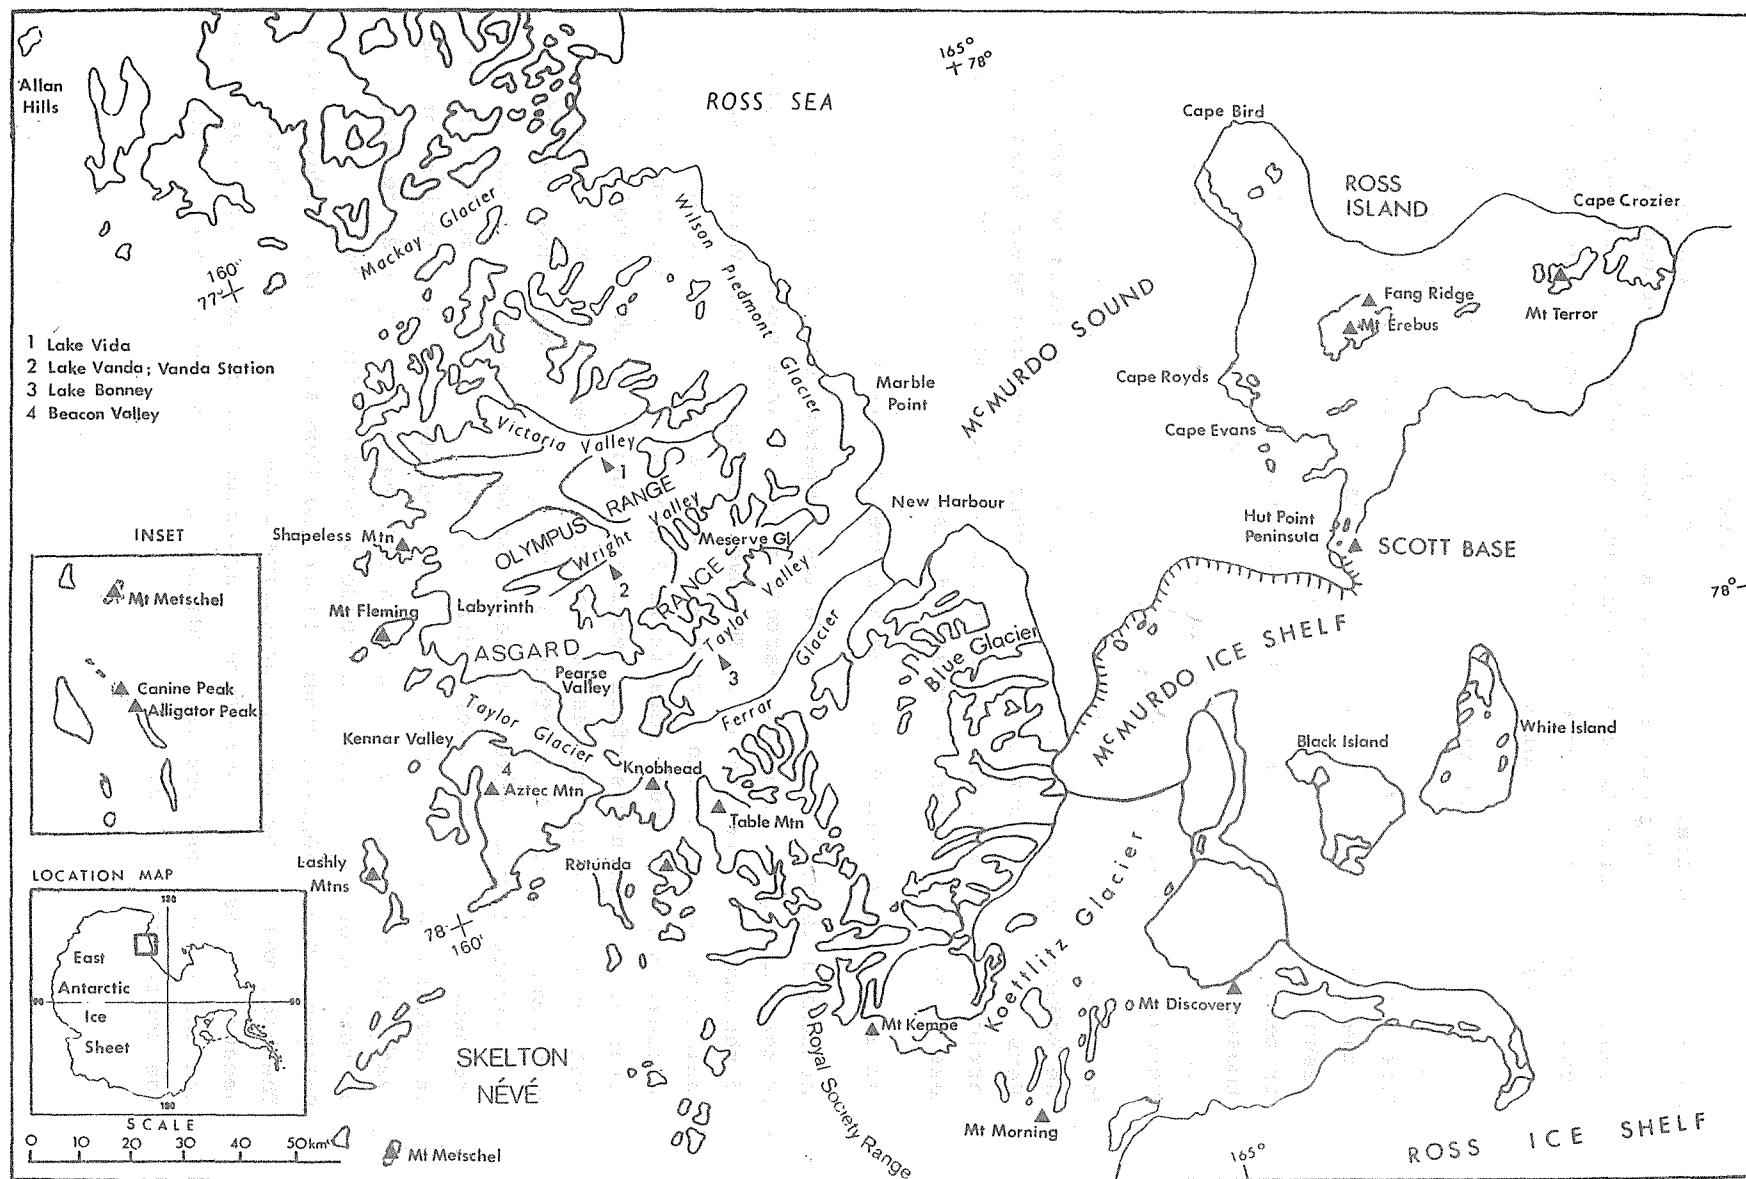 165°
78°
Allan
Hills
ROSS SEA
Cape Bird
ROSS
ISLAND
Cape Crozier
Mackay Glacier
Wilson Piedmont Glacier
160°
77°
McMURDO SOUND
Fang Ridge
Mt Erebus
Mt Terror
1 Lake Vida
2 Lake Vanda; Vanda Station
3 Lake Bonney
4 Beacon Valley
Cape Royds
Marble
Point
Cape Evans
Victoria Valley
1
OLYMPUS RANGE
Wright Valley
New Harbour
Hut Point
Peninsula
SCOTT BASE
INSET
Shapeless Mtn
Meserve Gl
2
78°
Mt Metschel
Mt Fleming
Labyrinth
ASGARD RANGE
Taylor Valley
Ferrar Glacier
Blue Glacier
McMURDO ICE SHELF
Pearse
Valley
3
Canine Peak
Alligator Peak
Taylor Glacier
Kennar Valley
4
Aztec Mtn
Knobhead
Table Mtn
Black Island
White Island
Lashly
Mtns
Rotunda
Koettlitz Glacier
78°
160°
LOCATION MAP
180
East
Antarctic
Ice
Sheet
90
SKELTON
NÉVÉ
Mt Kempe
Mt Discovery
Royal Society Range
Mt Morning
SCALE
0 10 20 30 40 50km
Mt Metschel
165°
ROSS ICE SHELF